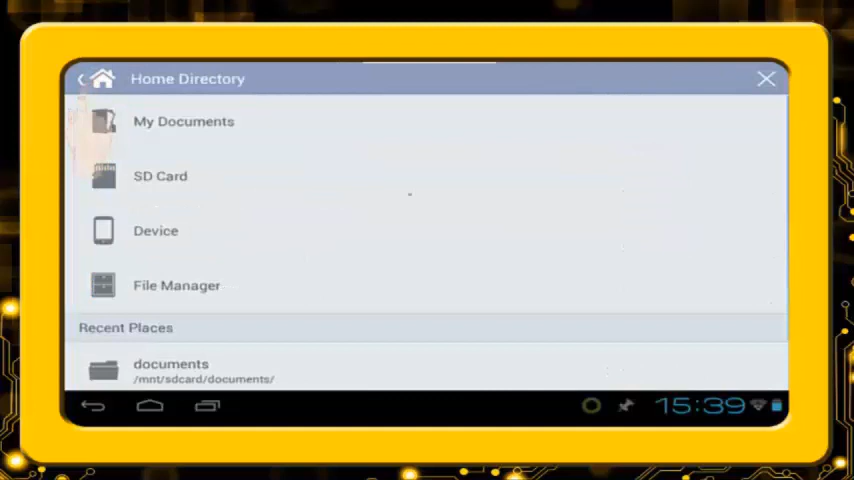 Home Directory
My Documents
SD Card
Device
File Manager
Recent Places
documents
/mnt/sdcard/documents/
15:39